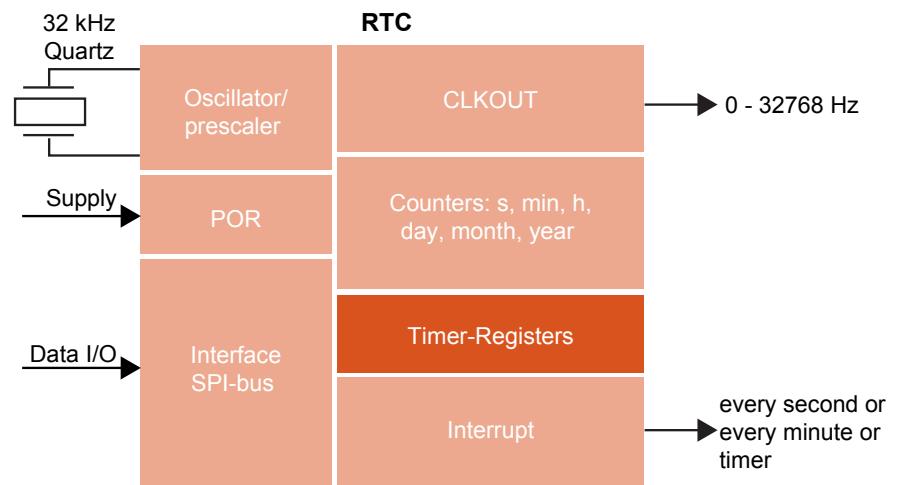 32 kHz
Quartz
RTC
Oscillator/
prescaler
CLKOUT
0 - 32768 Hz
Supply
POR
Counters: s, min, h,
day, month, year
Timer-Registers
Data I/O
Interface
SPI-bus
Interrupt
every second or
every minute or
timer